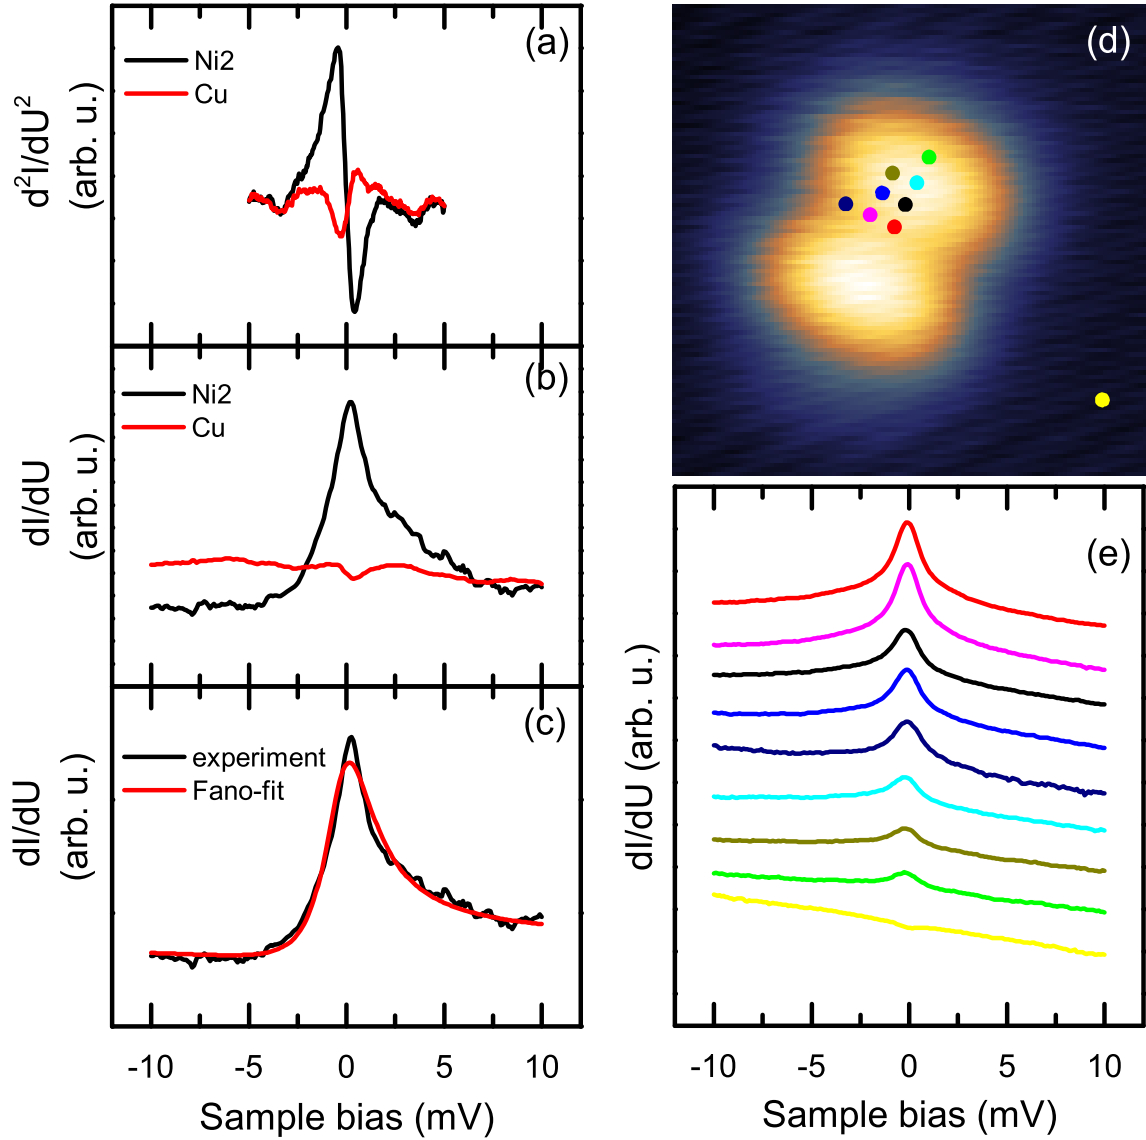 (a)
Ni2
Cu
d²I/dU²
(arb. u.)
(b)
Ni2
Cu
dI/dU
(arb. u.)
(c)
experiment
Fano-fit
dI/dU
(arb. u.)
-10 -5 0 5 10
Sample bias (mV)
(d)
(e)
dI/dU (arb. u.)
-10 -5 0 5 10
Sample bias (mV)